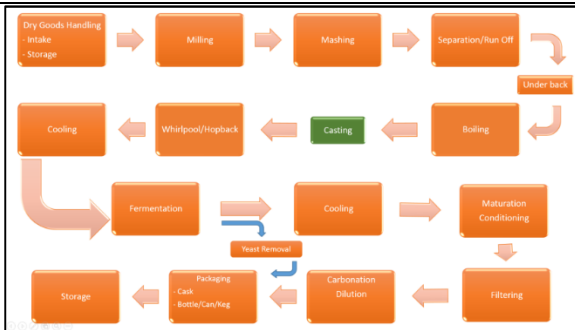 Dry Goods Handling
- Intake
- Storage
Milling
Mashing
Separation/Run Off
Under back
Cooling
Whirlpool/Hopback
Casting
Boiling
Fermentation
Cooling
Maturation
Conditioning
Yeast Removal
Storage
Packaging
- Cask
- Bottle/Can/Keg
Carbonation
Dilution
Filtering